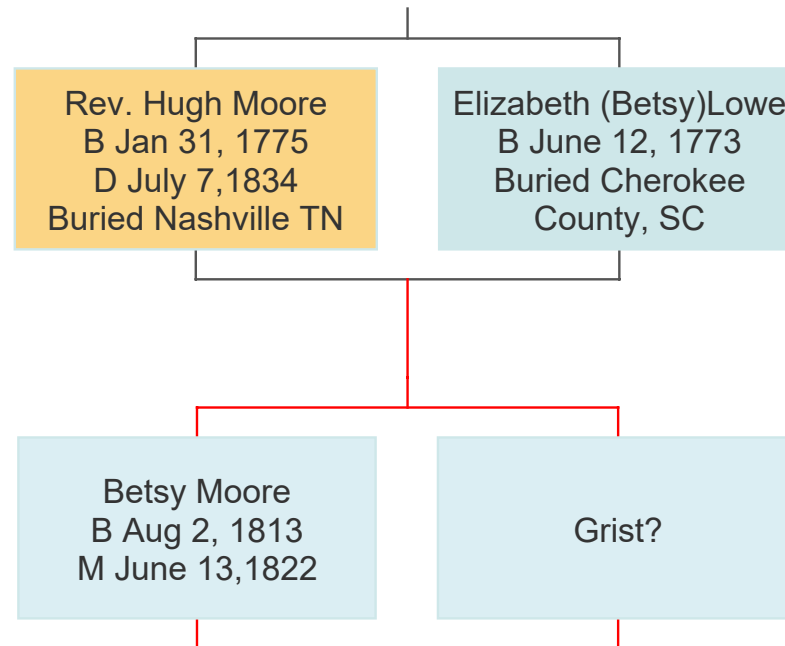 Rev. Hugh Moore
B Jan 31, 1775
D July 7,1834
Buried Nashville TN
Elizabeth (Betsy)Lowe
B June 12, 1773
Buried Cherokee
County, SC
Betsy Moore
B Aug 2, 1813
M June 13,1822
Grist?